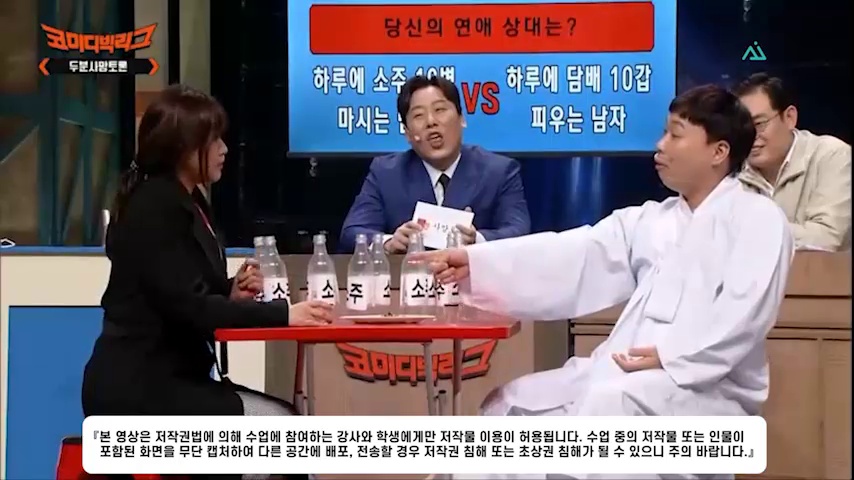 코미디빅리그
두분사망토론
당신의 연애 상대는?
하루에 소주
마시는
VS
하루에 담배 10갑
피우는 남자
소
소주
주
소
소
소주
코미디빅리그
『본 영상은 저작권법에 의해 수업에 참여하는 강사와 학생에게만 저작물 이용이 허용됩니다. 수업 중의 저작물 또는 인물이
포함된 화면을 무단 캡처하여 다른 공간에 배포, 전송할 경우 저작권 침해 또는 초상권 침해가 될 수 있으니 주의 바랍니다.』